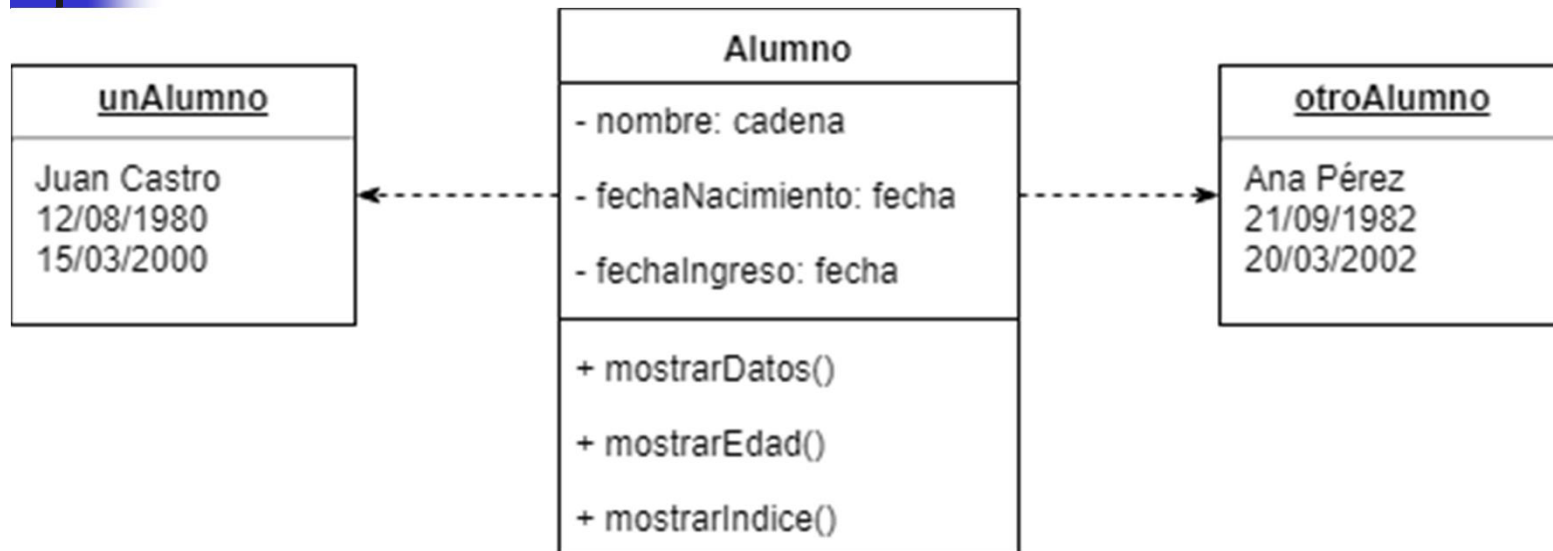 unAlumno
Juan Castro
12/08/1980
15/03/2000
Alumno
- nombre: cadena
- fechaNacimiento: fecha
- fechaIngreso: fecha
+ mostrarDatos()
+ mostrarEdad()
+ mostrarIndice()
otroAlumno
Ana Pérez
21/09/1982
20/03/2002